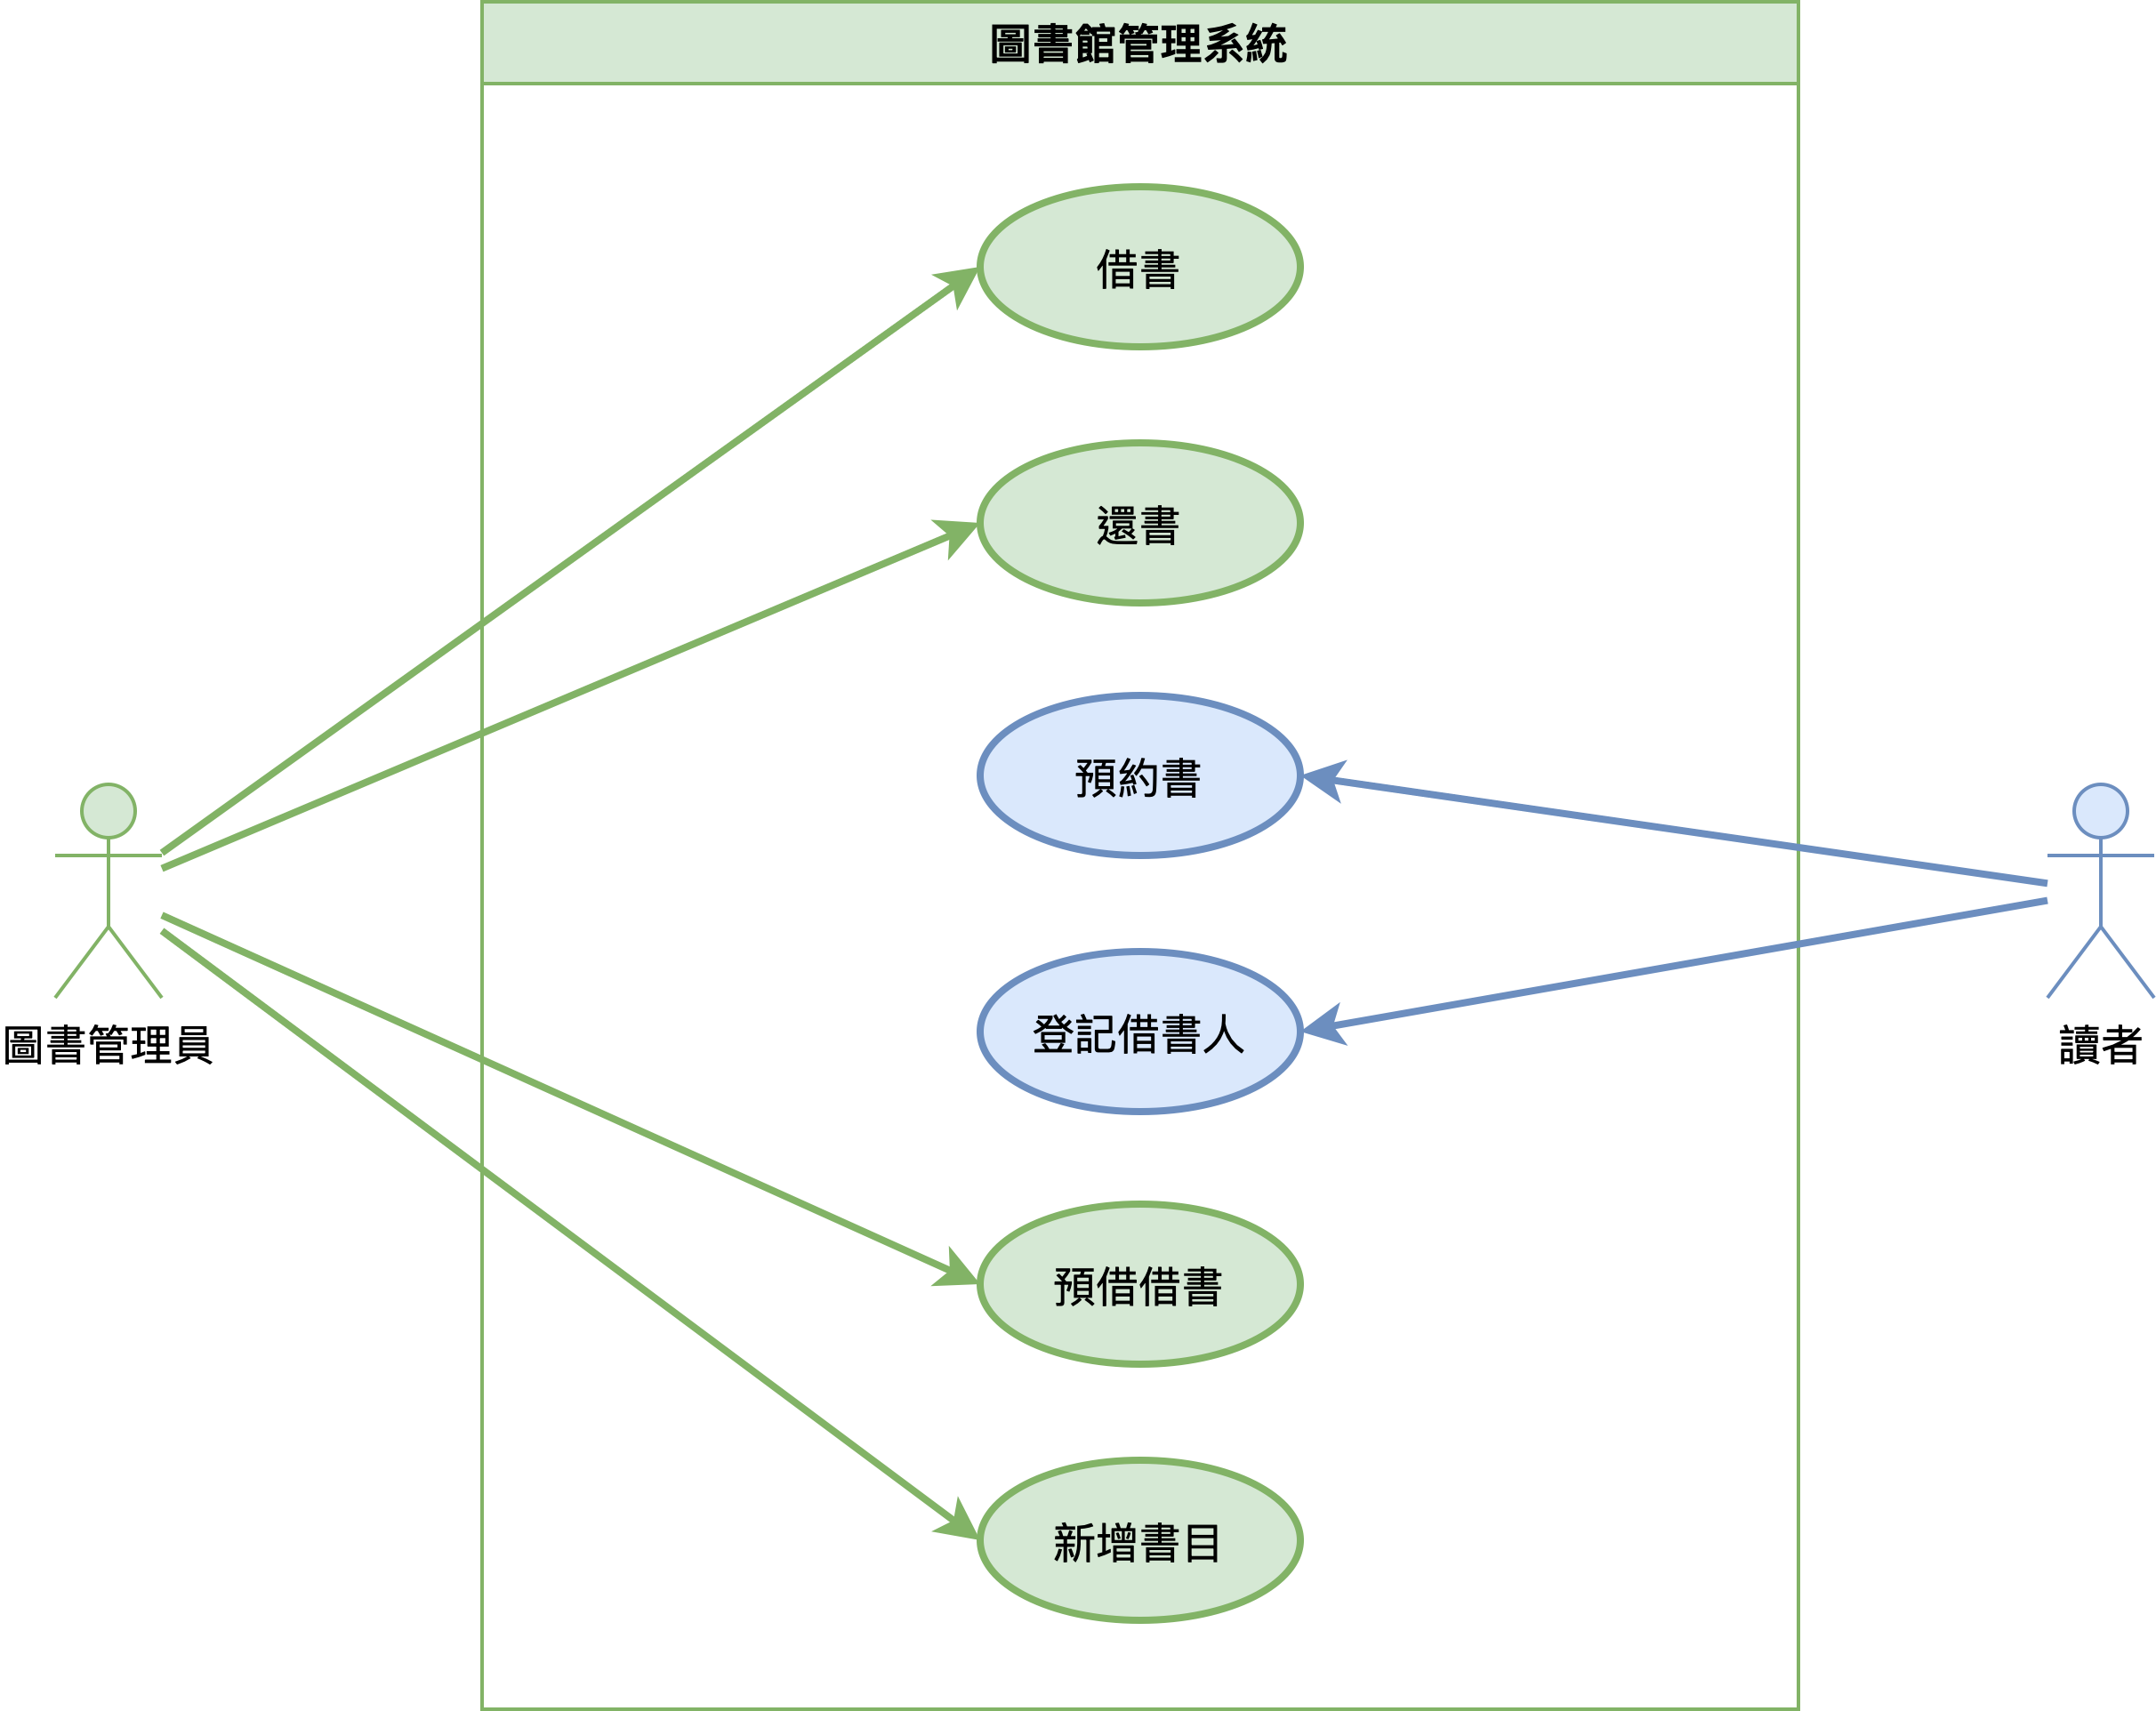 圖書館管理系統
借書
還書
預約書
登記借書人
預借借書
新增書目
圖書管理員
讀者